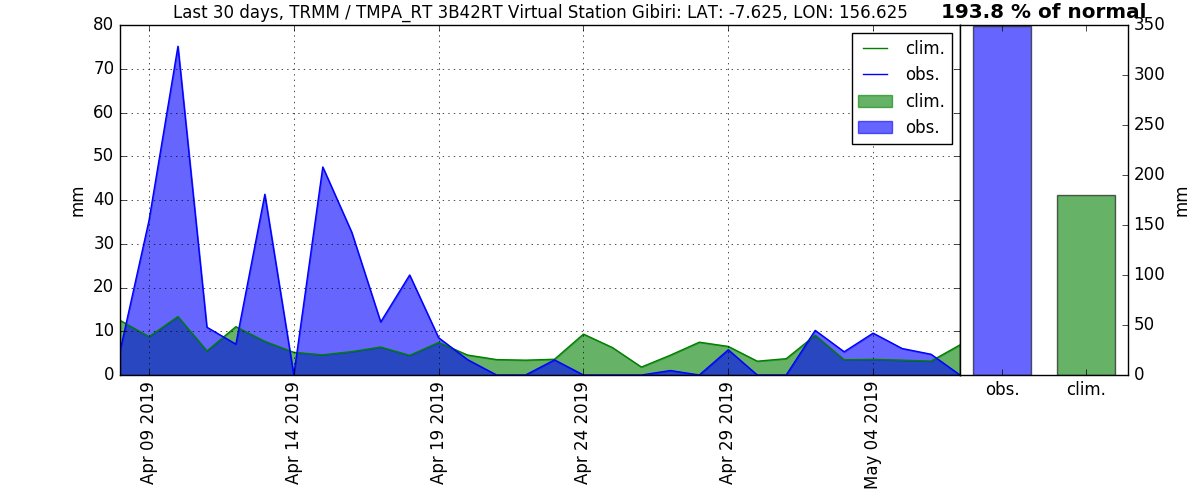 Last 30 days, TRMM / TMPA_RT 3B42RT Virtual Station Gibiri: LAT: -7.625, LON: 156.625
193.8 % of normal
80
70
60
50
40
30
20
10
0
mm
clim.
obs.
clim.
obs.
Apr 09 2019
Apr 14 2019
Apr 19 2019
Apr 24 2019
Apr 29 2019
May 04 2019
obs.
clim.
350
300
250
200
150
100
50
0
mm